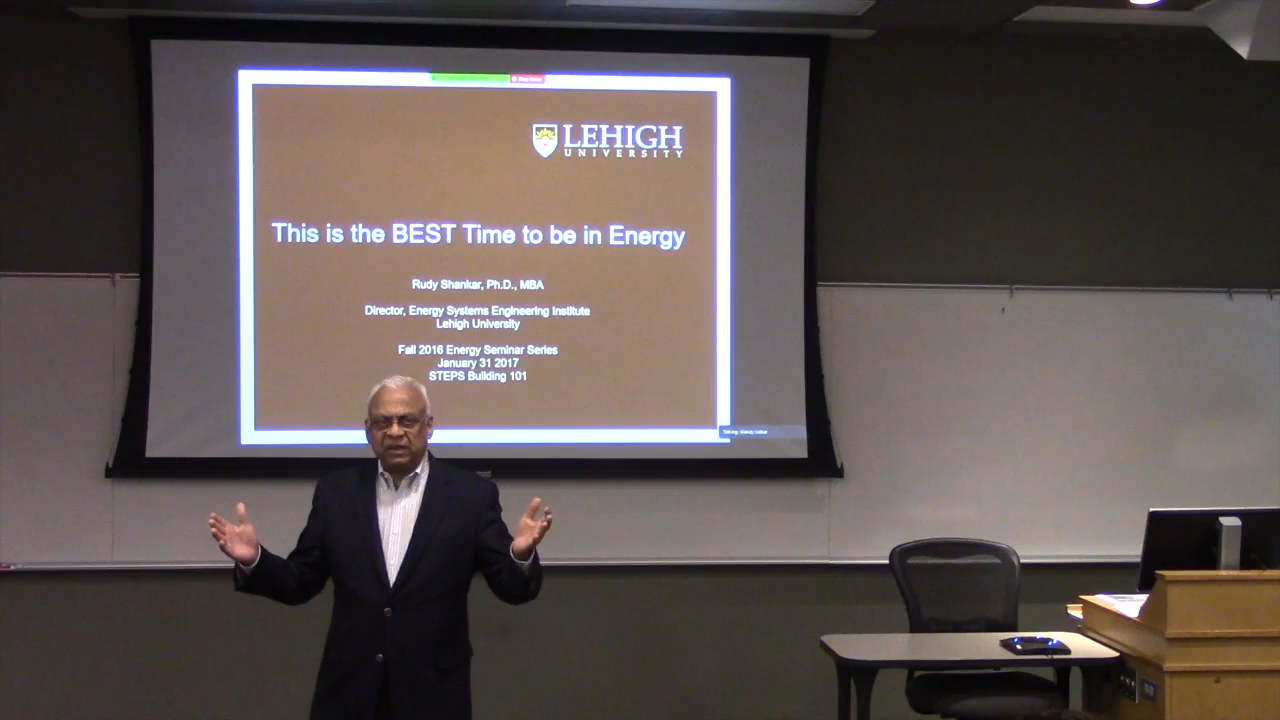 LEHIGH
UNIVERSITY
This is the BEST Time to be in Energy
Rudy Shankar, Ph.D., MBA
Director, Energy Systems Engineering Institute
Lehigh University
Fall 2016 Energy Seminar Series
January 31 2017
STEPS Building 101